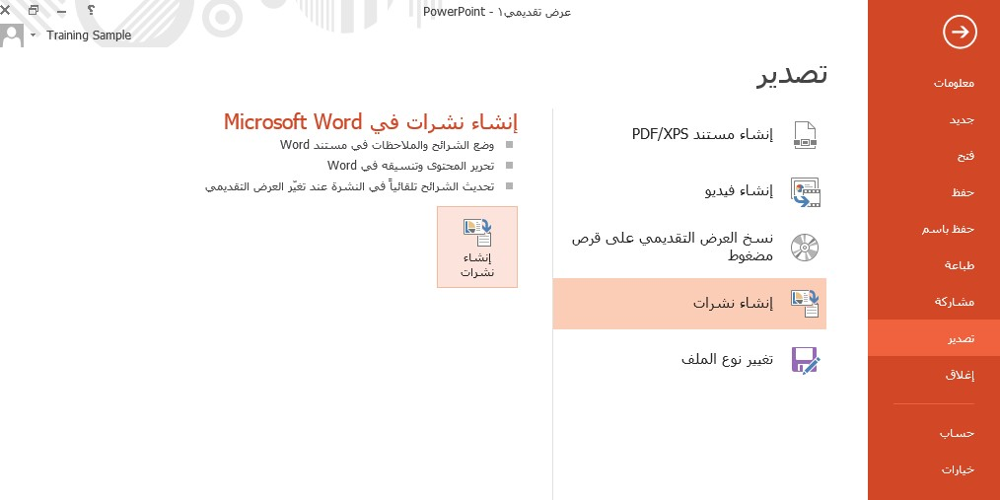 عرض تقديمي١ - PowerPoint
Training Sample
معلومات
جديد
فتح
حفظ
حفظ باسم
طباعة
مشاركة
تصدير
إغلاق
حساب
خيارات
تصدير
إنشاء مستند PDF/XPS
إنشاء فيديو
نسخ العرض التقديمي على قرص
مضغوط
إنشاء نشرات
تغيير نوع الملف
إنشاء نشرات في Microsoft Word
وضع الشرائح والملاحظات في مستند Word
تحرير المحتوى وتنسيقه في Word
تحديث الشرائح تلقائياً في النشرة عند تغيّر العرض التقديمي
إنشاء
نشرات